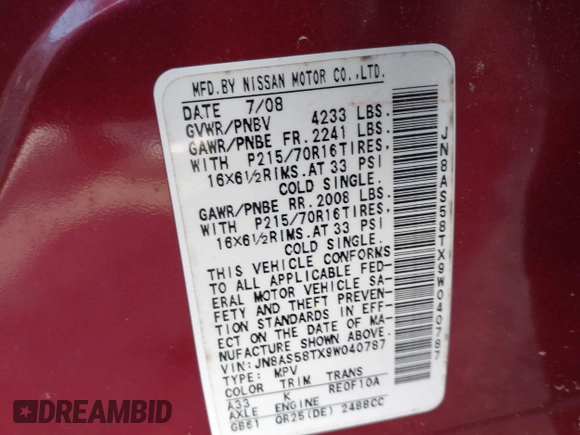 MFD.BY NISSAN MOTOR CO.,LTD.
DATE 7/08
GVWR/PNBV 4233 LBS.
GAWR/PNBE FR. 2241 LBS.
WITH P215/70R16TIRES,
16X6½RIMS.AT 33 PSI
COLD SINGLE.
GAWR/PNBE RR. 2008 LBS.
WITH P215/70R16TIRES,
16X6½RIMS.AT 33 PSI
COLD SINGLE.
THIS VEHICLE CONFORMS
TO ALL APPLICABLE FED-
ERAL MOTOR VEHICLE SA-
FETY AND THEFT PREVEN-
TION STANDARDS IN EFF-
ECT ON THE DATE OF MA-
NUFACTURE SHOWN ABOVE.
VIN:JN8AS58TX9W040787
TYPE: MPV
COLOR TRIM TRANS
A33 K RE0F10A
AXLE ENGINE
GB61 QR25(DE) 2488CC
JN8AS58TX9W040787
DREAMBID
dreambid.com